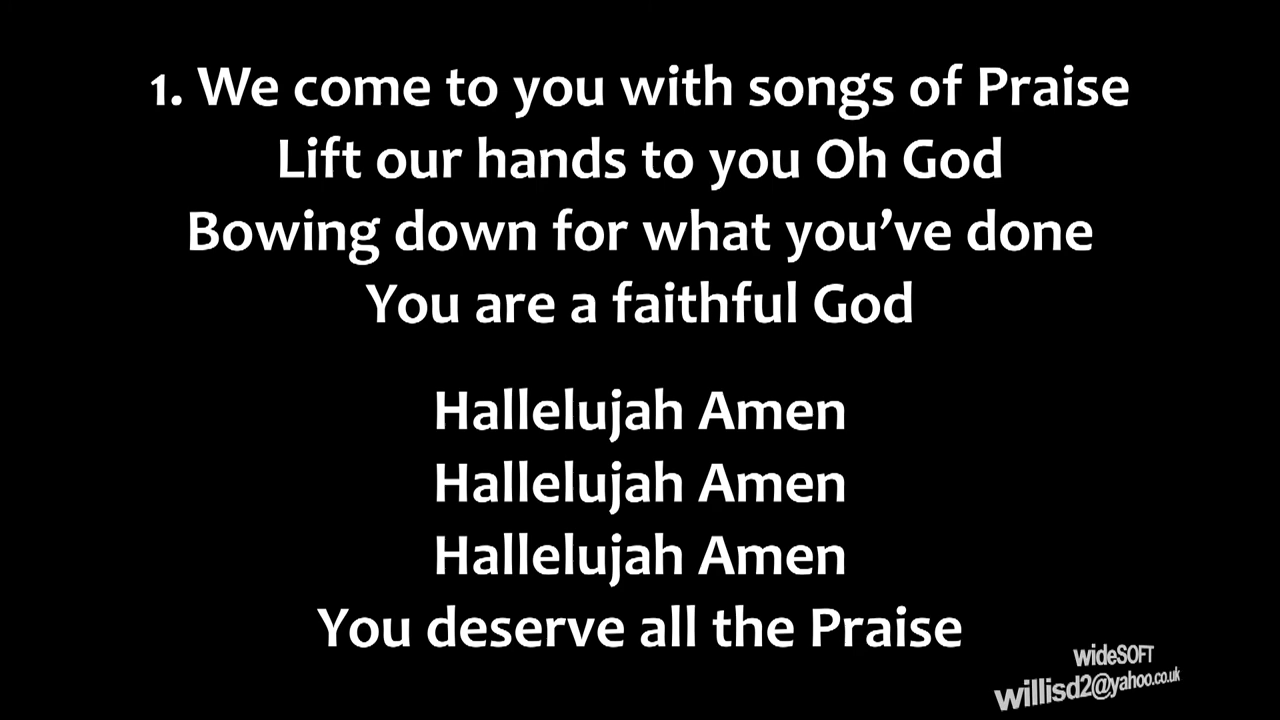 1. We come to you with songs of Praise
Lift our hands to you Oh God
Bowing down for what you’ve done
You are a faithful God
Hallelujah Amen
Hallelujah Amen
Hallelujah Amen
You deserve all the Praise
wideSOFT
willisd2@yahoo.co.uk